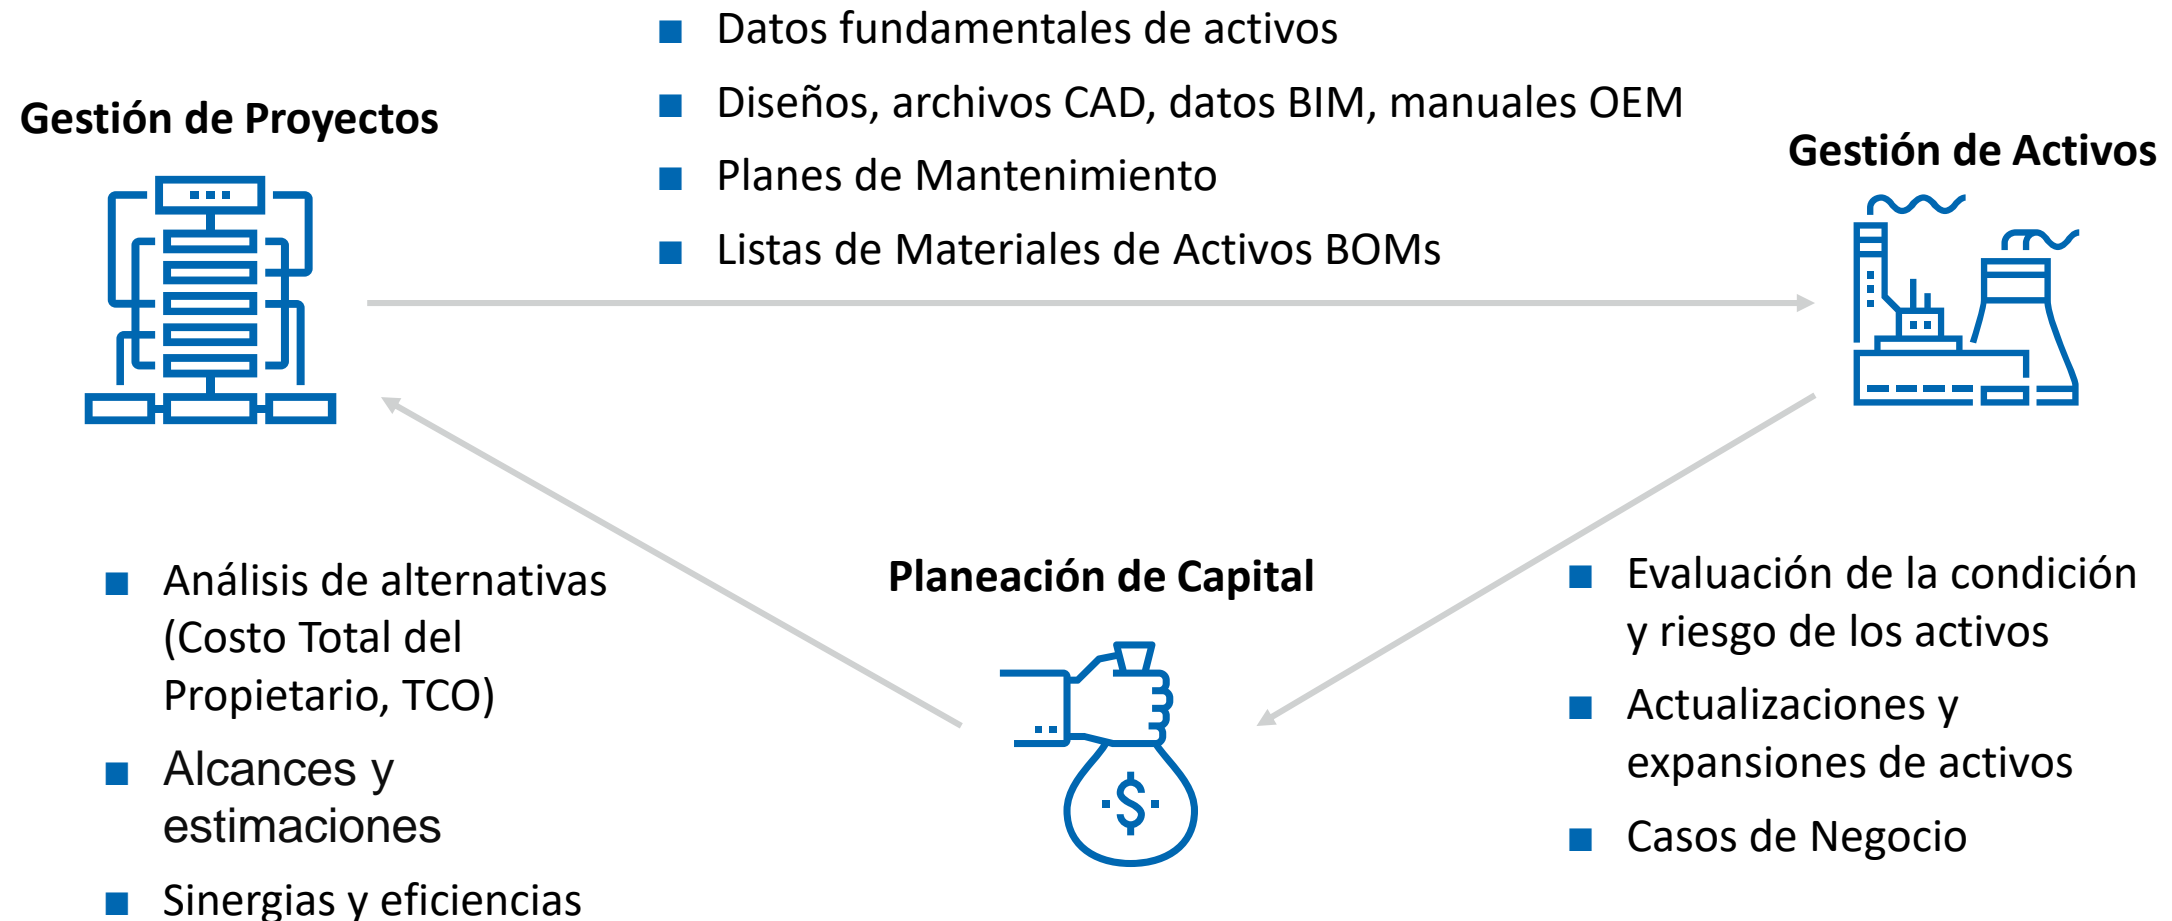 Datos fundamentales de activos
Diseños, archivos CAD, datos BIM, manuales OEM
Planes de Mantenimiento
Listas de Materiales de Activos BOMs
Gestión de Proyectos
Gestión de Activos
Análisis de alternativas
(Costo Total del
Propietario, TCO)
Alcances y
estimaciones
Sinergias y eficiencias
Planeación de Capital
$
Evaluación de la condición
y riesgo de los activos
Actualizaciones y
expansiones de activos
Casos de Negocio